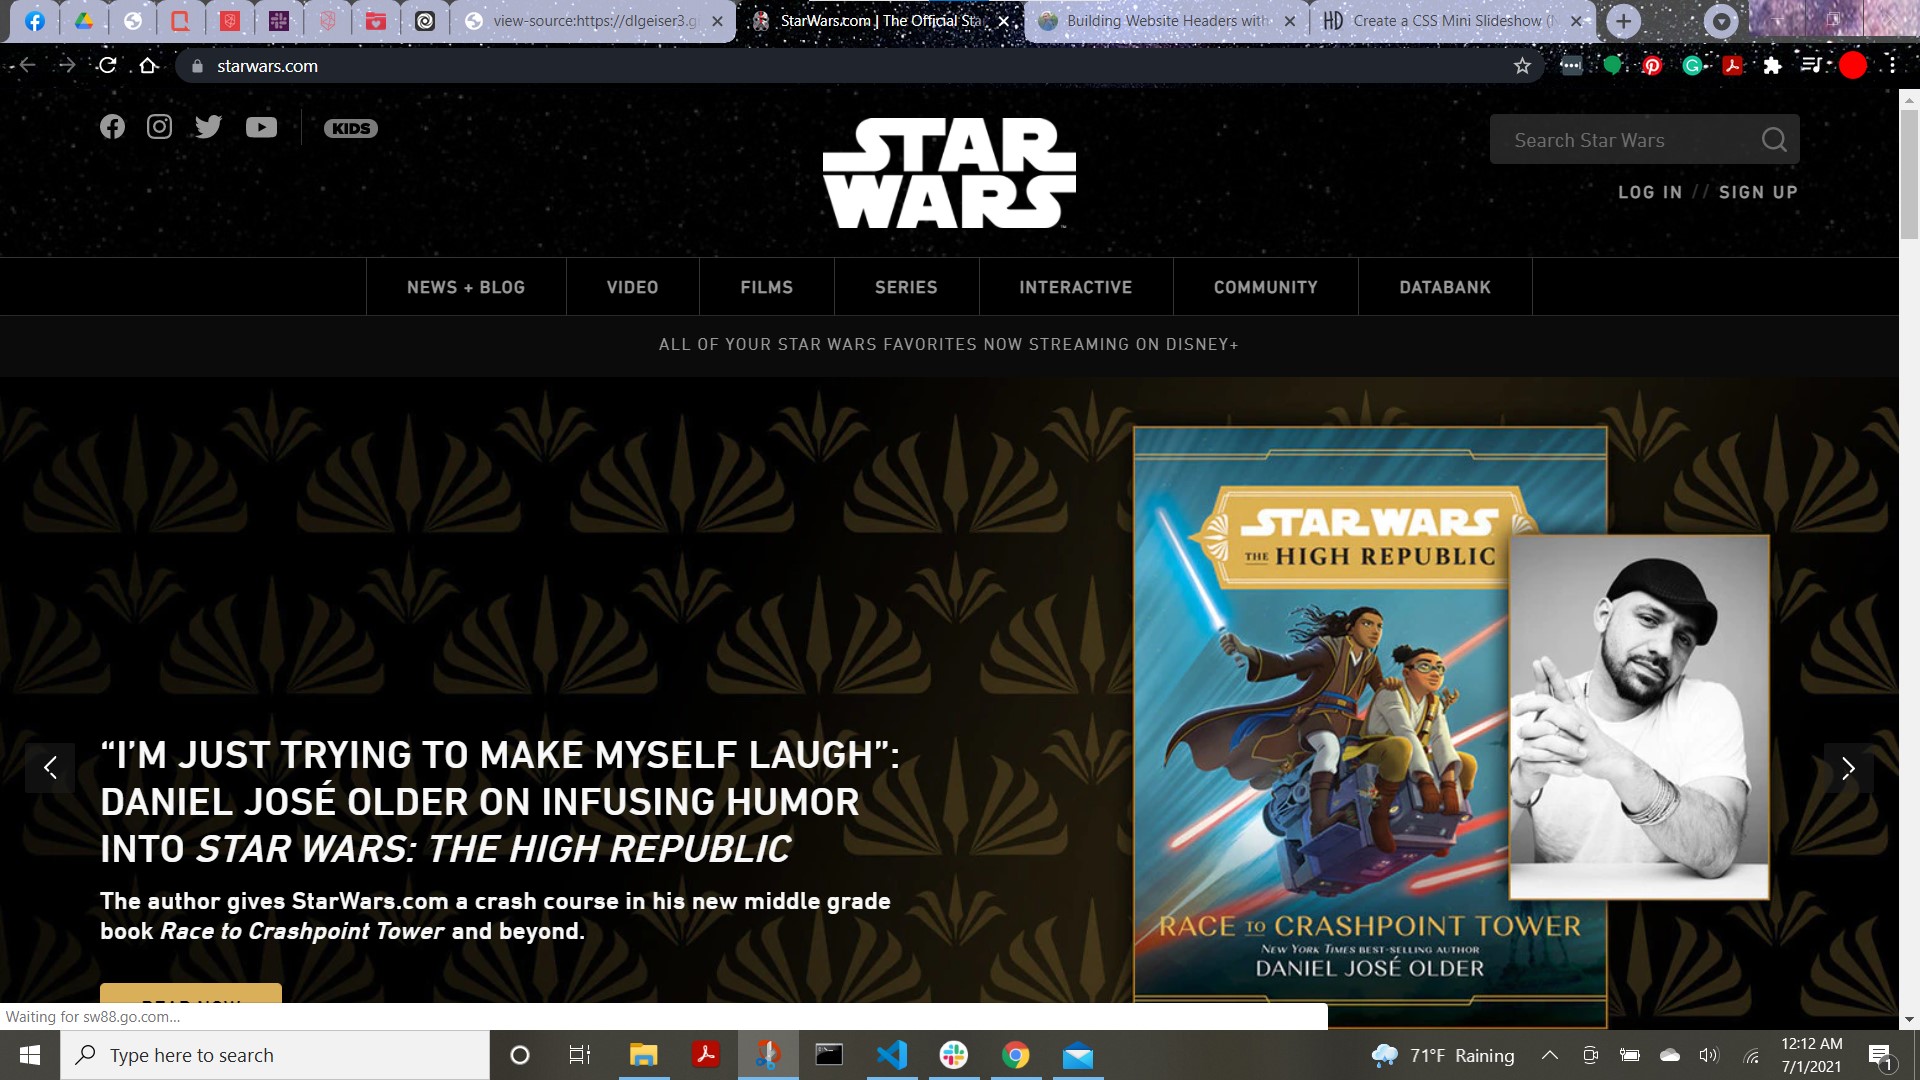 view-source:https://dlgeiser3.g
StarWars.com | The Official Sta
Building Website Headers with
HD Create a CSS Mini Slideshow (
starwars.com
KIDS
STAR
WARS
Search Star Wars
LOG IN // SIGN UP
NEWS + BLOG
VIDEO
FILMS
SERIES
INTERACTIVE
COMMUNITY
DATABANK
ALL OF YOUR STAR WARS FAVORITES NOW STREAMING ON DISNEY+
STAR WARS
THE HIGH REPUBLIC
“I’M JUST TRYING TO MAKE MYSELF LAUGH”:
DANIEL JOSÉ OLDER ON INFUSING HUMOR
INTO STAR WARS: THE HIGH REPUBLIC
The author gives StarWars.com a crash course in his new middle grade
book Race to Crashpoint Tower and beyond.
RACE TO CRASHPOINT TOWER
NEW YORK TIMES BEST-SELLING AUTHOR
DANIEL JOSÉ OLDER
READ NOW
Waiting for sw88.go.com...
Type here to search
71°F Raining
12:12 AM
7/1/2021
1